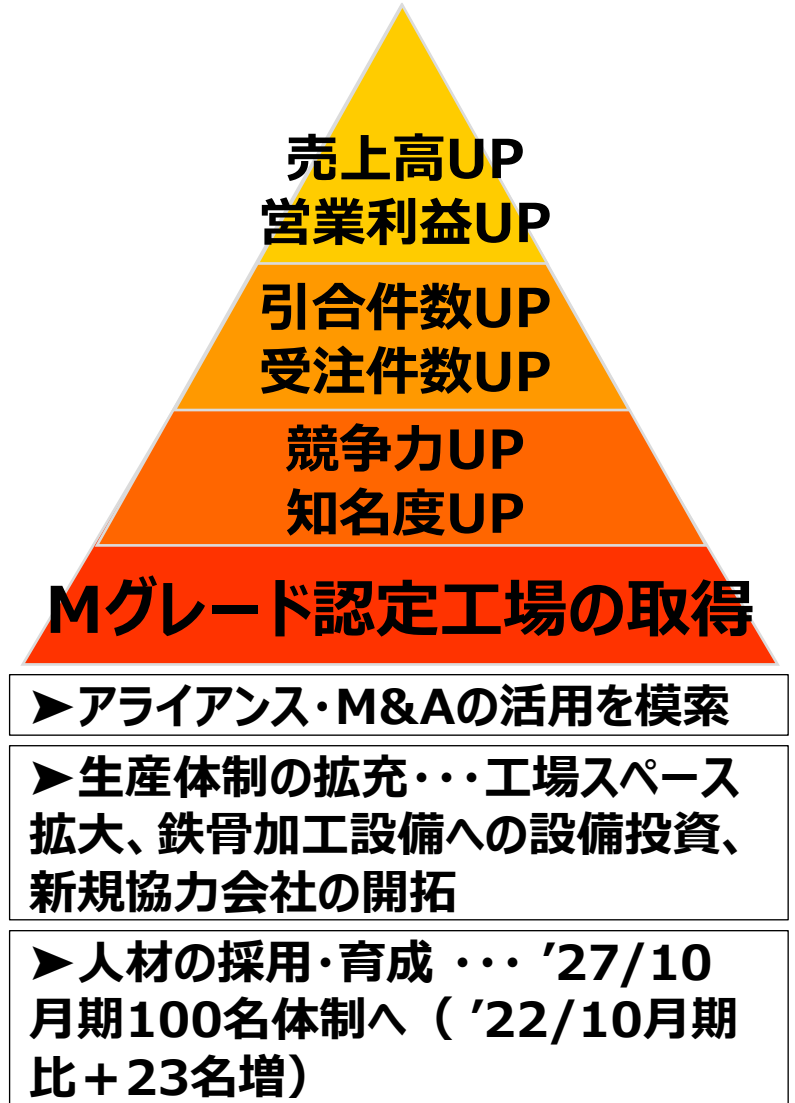 売上高UP
営業利益UP
引合件数UP
受注件数UP
競争力UP
知名度UP
Mグレード認定工場の取得
➤アライアンス・M&Aの活用を模索
➤生産体制の拡充・・・工場スペース
拡大、鉄骨加工設備への設備投資、
新規協力会社の開拓
➤人材の採用・育成 ・・・ ’27/10
月期100名体制へ（ ’22/10月期
比＋23名増）